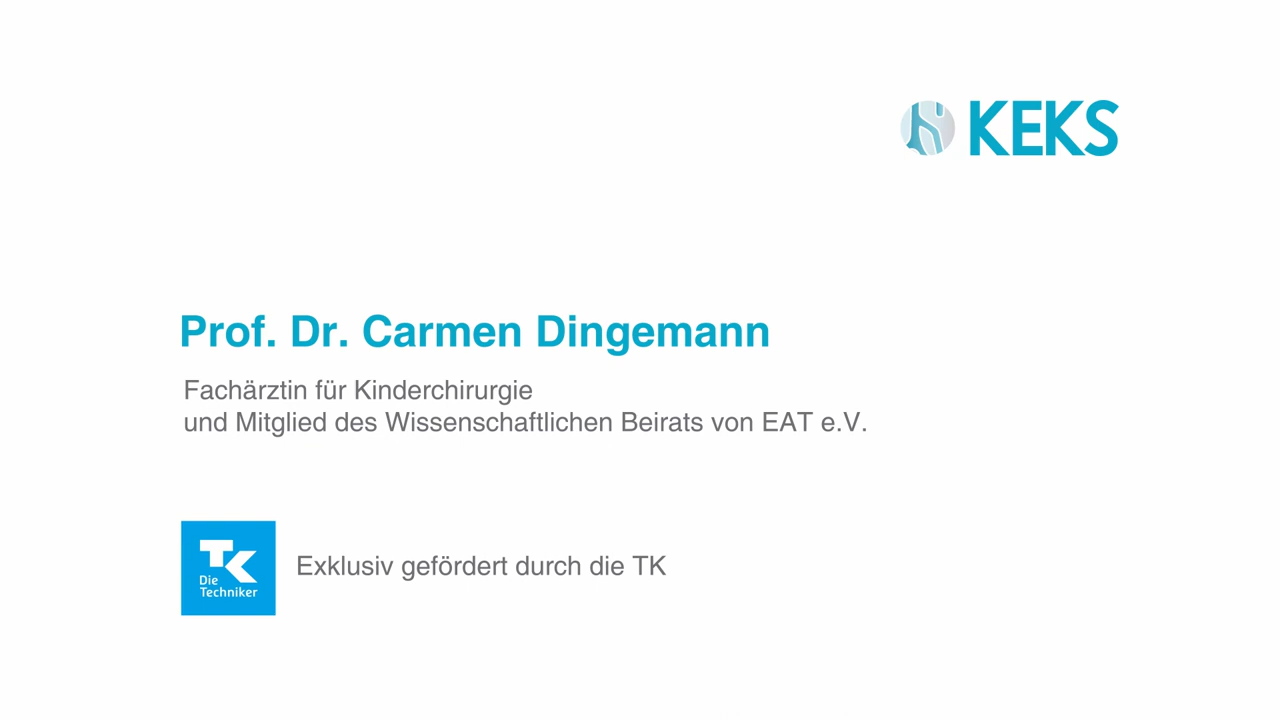 KEKS
Prof. Dr. Carmen Dingemann
Fachärztin für Kinderchirurgie
und Mitglied des Wissenschaftlichen Beirats von EAT e.V.
TK
Die
Techniker
Exklusiv gefördert durch die TK